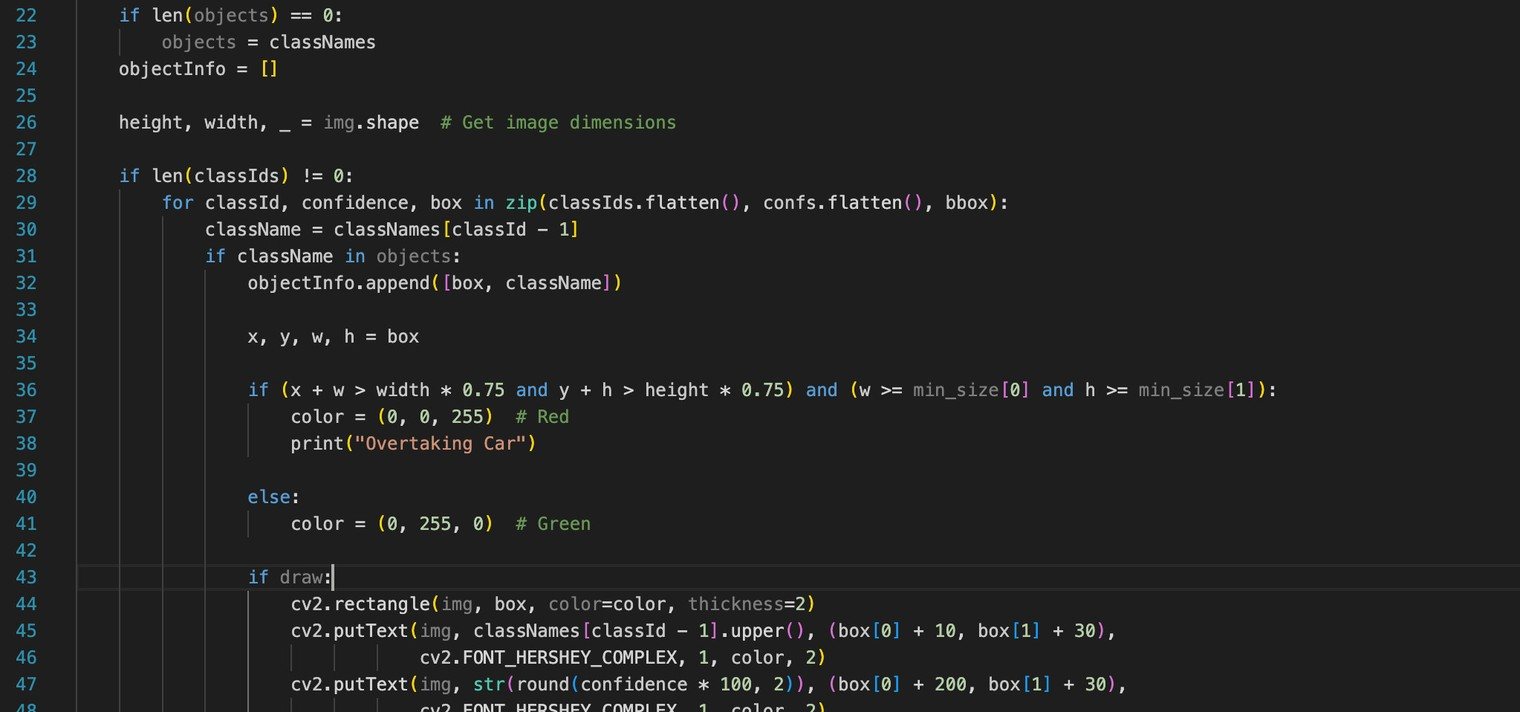 22 if len(objects) == 0:
23 objects = classNames
24 objectInfo = []
25
26 height, width, _ = img.shape # Get image dimensions
27
28 if len(classIds) != 0:
29 for classId, confidence, box in zip(classIds.flatten(), confs.flatten(), bbox):
30 className = classNames[classId - 1]
31 if className in objects:
32 objectInfo.append([box, className])
33
34 x, y, w, h = box
35
36 if (x + w > width * 0.75 and y + h > height * 0.75) and (w >= min_size[0] and h >= min_size[1]):
37 color = (0, 0, 255) # Red
38 print("Overtaking Car")
39
40 else:
41 color = (0, 255, 0) # Green
42
43 if draw:
44 cv2.rectangle(img, box, color=color, thickness=2)
45 cv2.putText(img, classNames[classId - 1].upper(), (box[0] + 10, box[1] + 30),
46 cv2.FONT_HERSHEY_COMPLEX, 1, color, 2)
47 cv2.putText(img, str(round(confidence * 100, 2)), (box[0] + 200, box[1] + 30),
48 cv2.FONT_HERSHEY_COMPLEX, 1, color, 2)